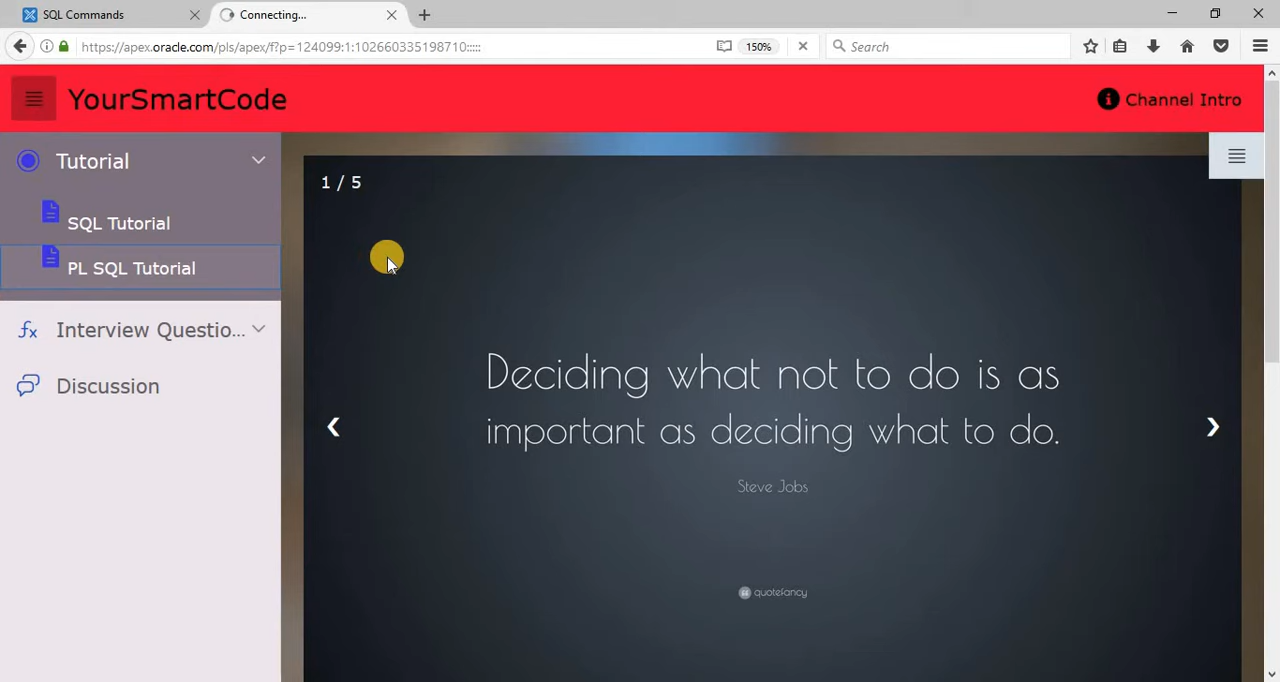 SQL Commands
Connecting...
https://apex.oracle.com/pls/apex/f?p=124099:1:102660335198710:::::
150%
Search
YourSmartCode
Channel Intro
Tutorial
SQL Tutorial
PL SQL Tutorial
Interview Questio...
Discussion
1 / 5
Deciding what not to do is as
important as deciding what to do.
Steve Jobs
quotefancy